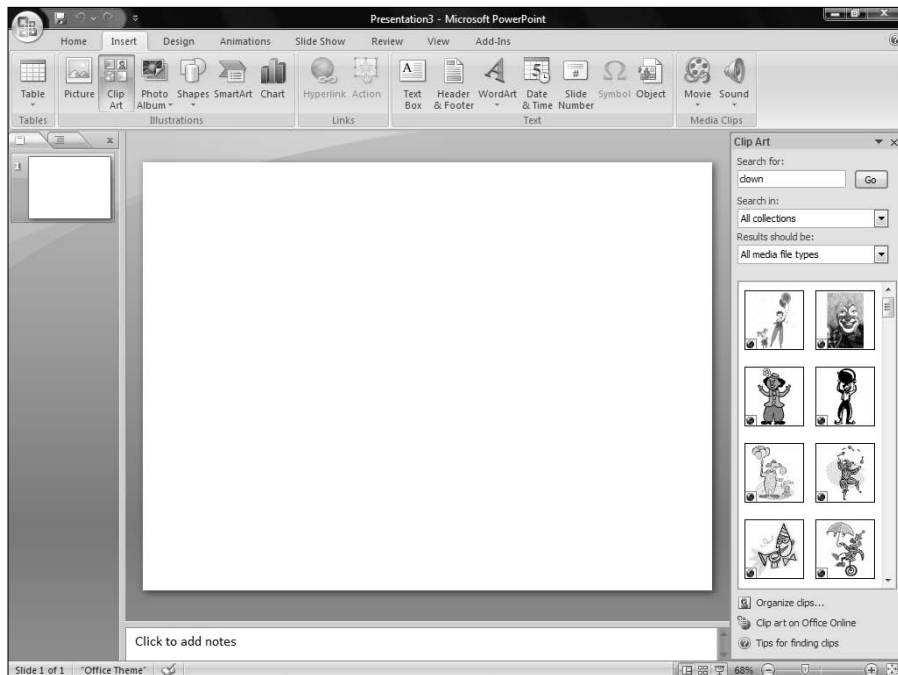 Presentation3 - Microsoft PowerPoint
Home Insert Design Animations Slide Show Review View Add-Ins
Table Picture Clip Art Photo Album Shapes SmartArt Chart Hyperlink Action Text Box Header & Footer WordArt Date & Time Slide Number Symbol Object Movie Sound
Tables Illustrations Links Text Media Clips
Clip Art
Search for:
clown Go
Search in:
All collections
Results should be:
All media file types
1
Organize clips...
Clip art on Office Online
Tips for finding clips
Click to add notes
Slide 1 of 1 "Office Theme" 68%